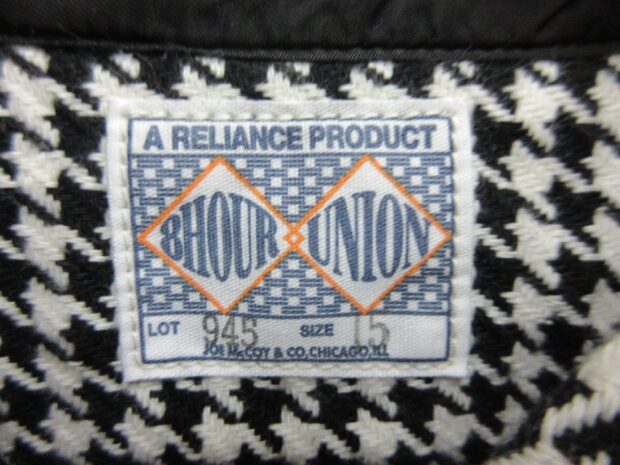 A RELIANCE PRODUCT
8HOUR UNION
LOT 945 SIZE 15
JOE McCOY & CO, CHICAGO, ILL